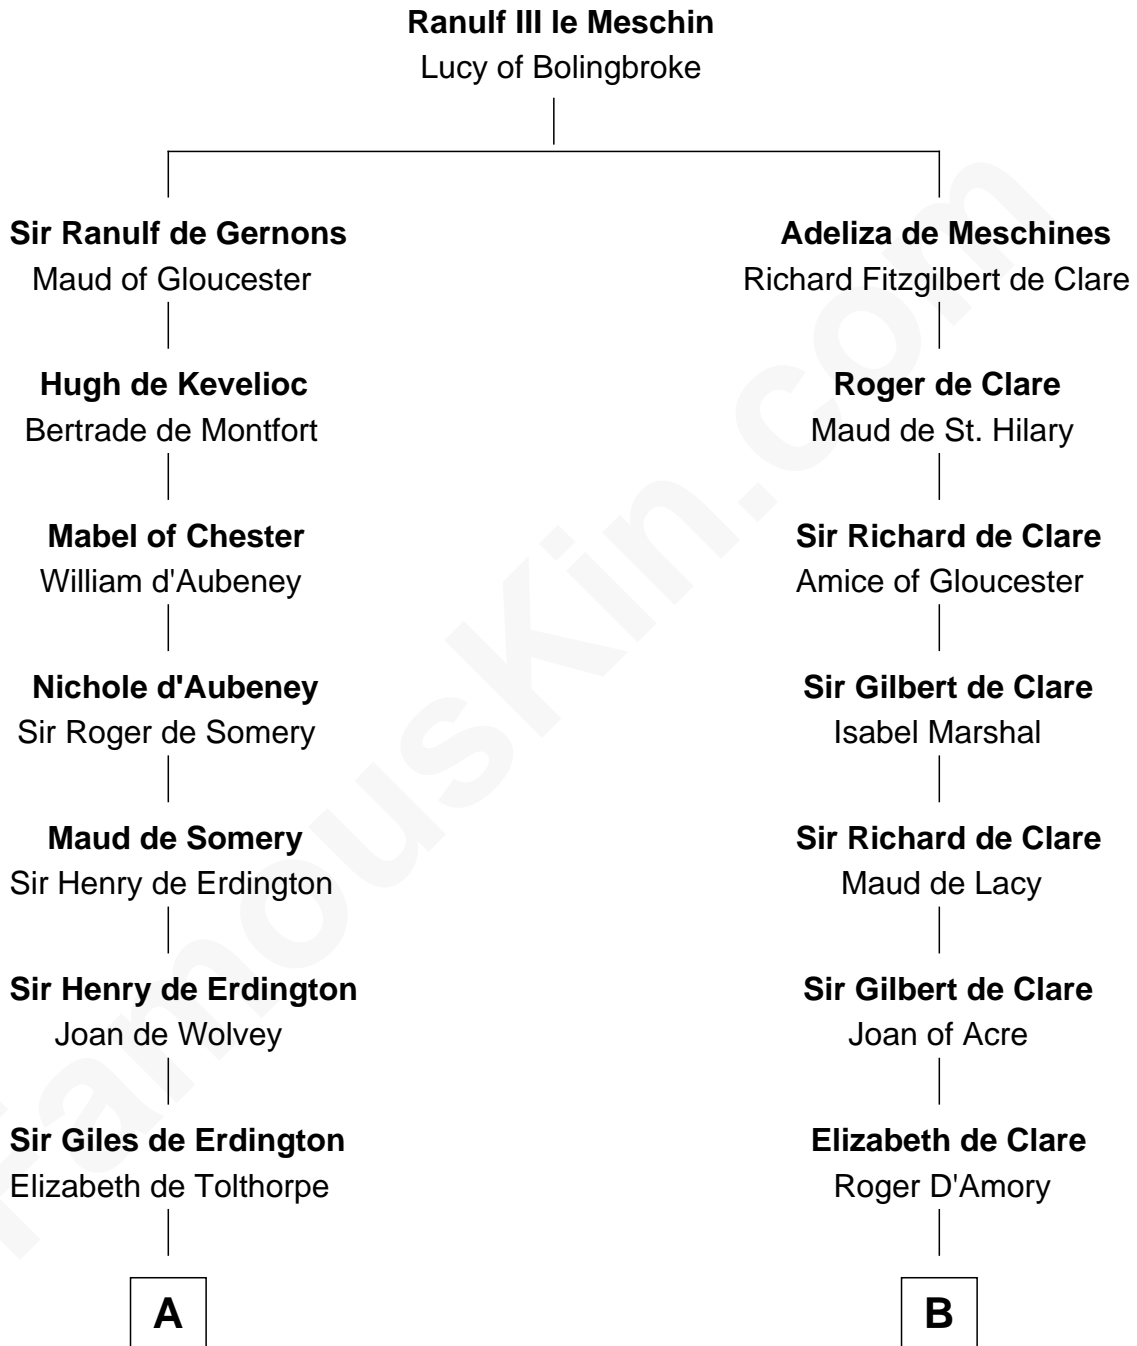 Ranulf III le Meschin
Lucy of Bolingbroke
Sir Ranulf de Gernons
Maud of Gloucester
Hugh de Kevelioc
Bertrade de Montfort
Mabel of Chester
William d'Aubeney
Nichole d'Aubeney
Sir Roger de Somery
Maud de Somery
Sir Henry de Erdington
Sir Henry de Erdington
Joan de Wolvey
Sir Giles de Erdington
Elizabeth de Tolthorpe
A
Adeliza de Meschines
Richard Fitzgilbert de Clare
Roger de Clare
Maud de St. Hilary
Sir Richard de Clare
Amice of Gloucester
Sir Gilbert de Clare
Isabel Marshal
Sir Richard de Clare
Maud de Lacy
Sir Gilbert de Clare
Joan of Acre
Elizabeth de Clare
Roger D'Amory
B
FamousKin.com